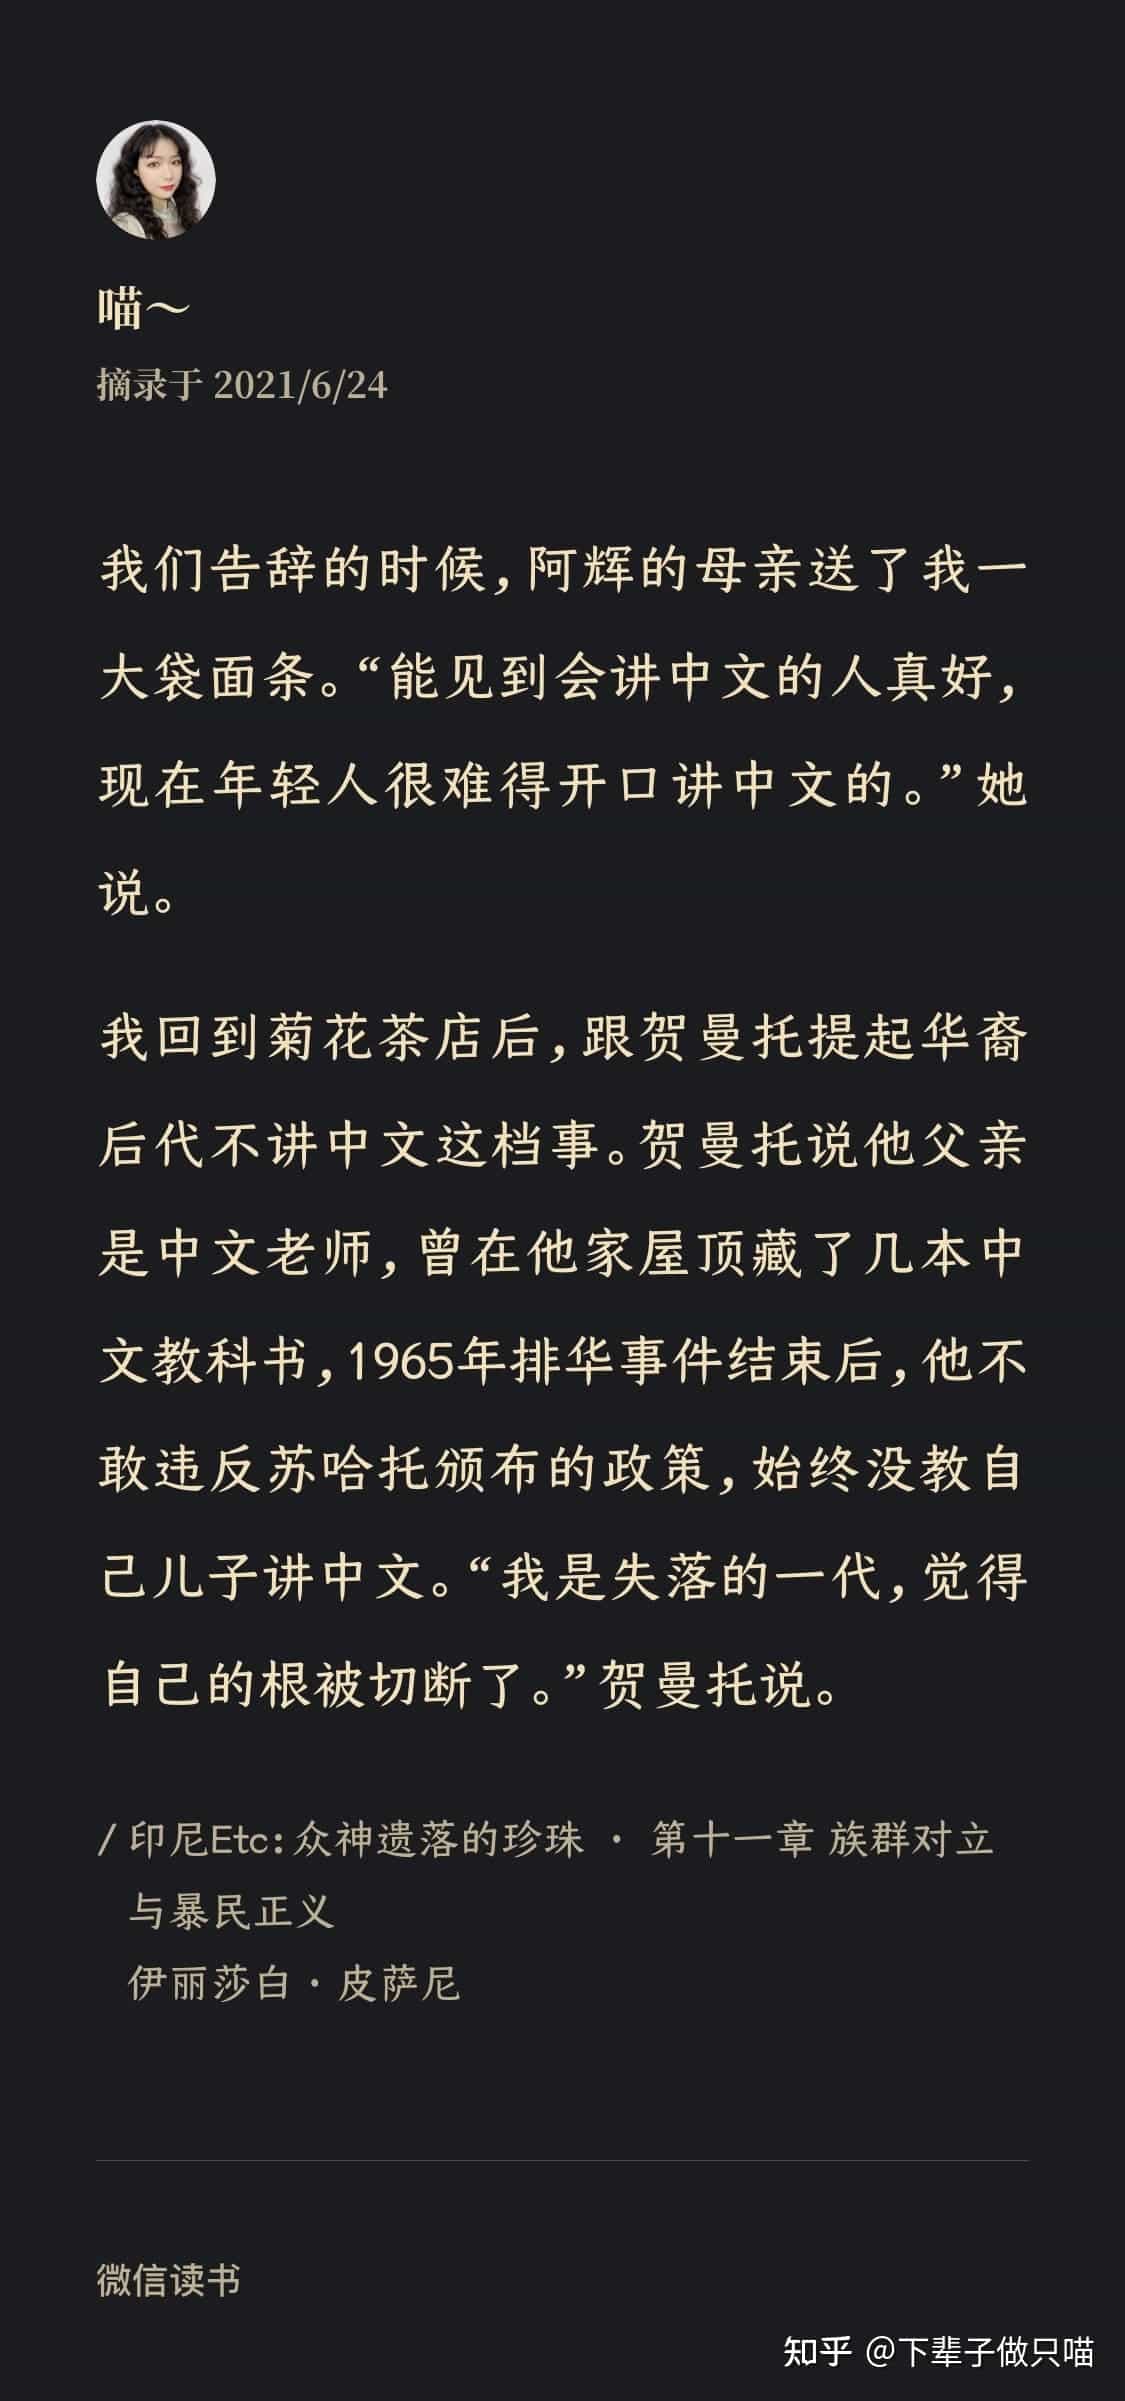 喵～
摘录于 2021/6/24
我们告辞的时候，阿辉的母亲送了我一
大袋面条。“能见到会讲中文的人真好，
现在年轻人很难得开口讲中文的。”她
说。
我回到菊花茶店后，跟贺曼托提起华裔
后代不讲中文这档事。贺曼托说他父亲
是中文老师，曾在他家屋顶藏了几本中
文教科书，1965年排华事件结束后，他不
敢违反苏哈托颁布的政策，始终没教自
己儿子讲中文。“我是失落的一代，觉得
自己的根被切断了。”贺曼托说。
/ 印尼Etc：众神遗落的珍珠 · 第十一章 族群对立
与暴民正义
伊丽莎白·皮萨尼
微信读书
知乎 @下辈子做只喵